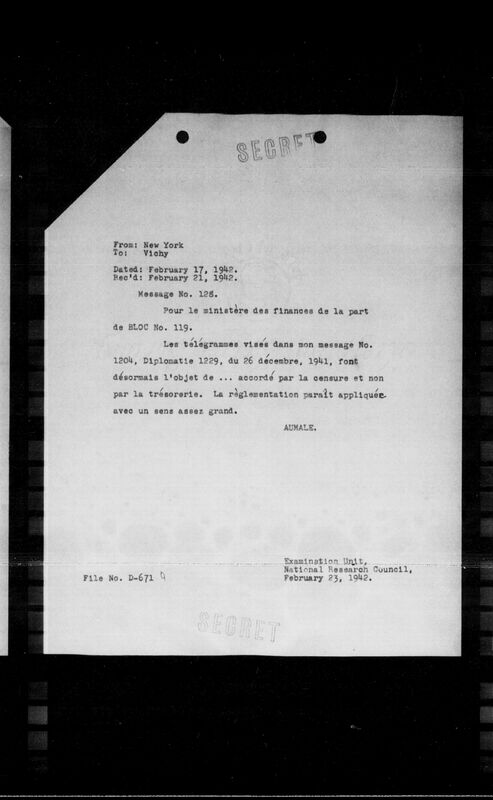 SECRET
From: New York
To: Vichy
Dated: February 17, 1942.
Rec'd: February 21, 1942.
Message No. 128.
Pour le ministère des finances de la part
de BLOC No. 119.
Les télégrammes visés dans mon message No.
1204, Diplomatie 1229, du 26 décembre, 1941, font
désormais l'objet de ... accordé par la censure et non
par la trésorerie. La règlementation paraît appliquée
avec un sens assez grand.
AUMALE.
Examination Unit,
National Research Council,
February 23, 1942.
File No. D-671
SECRET